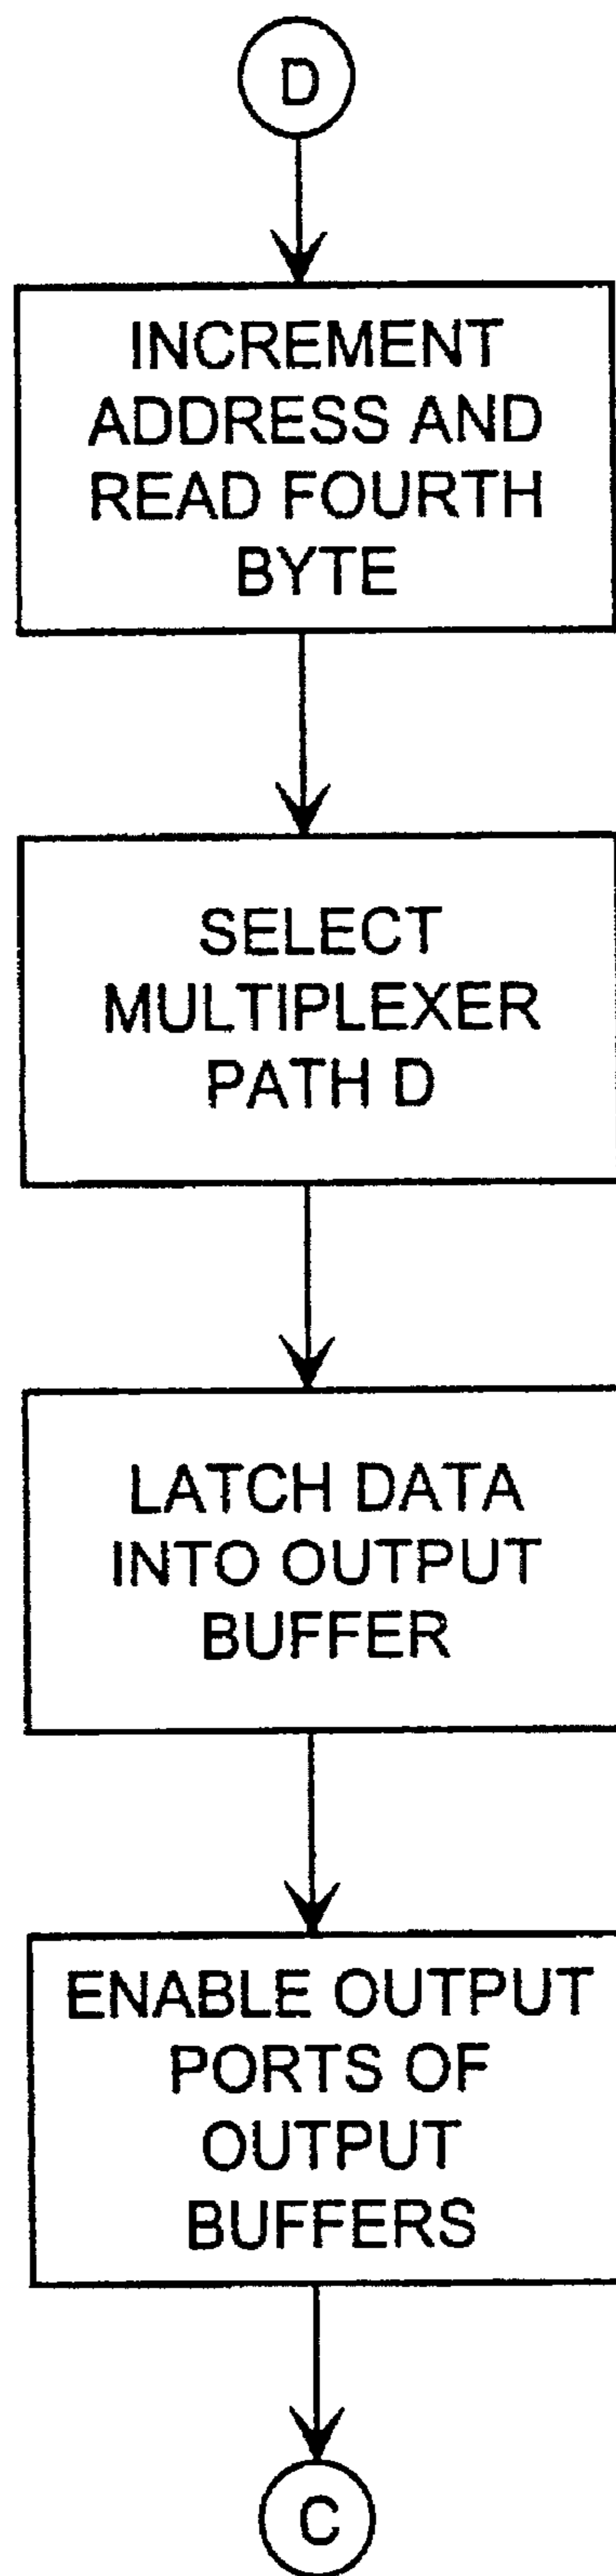 D
INCREMENT
ADDRESS AND
READ FOURTH
BYTE
SELECT
MULTIPLEXER
PATH D
LATCH DATA
INTO OUTPUT
BUFFER
ENABLE OUTPUT
PORTS OF
OUTPUT
BUFFERS
C